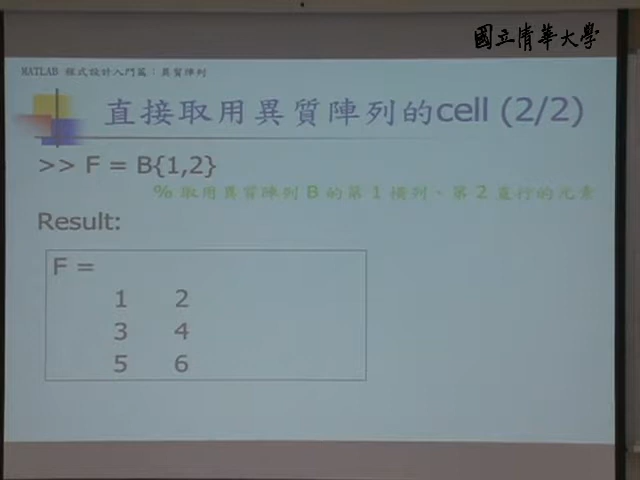 國立清華大學
MATLAB 程式設計入門篇：異質陣列
直接取用異質陣列的cell (2/2)
>> F = B{1,2}
% 取用異質陣列 B 的第 1 橫列、第 2 直行的元素
Result:
F =
1 2
3 4
5 6